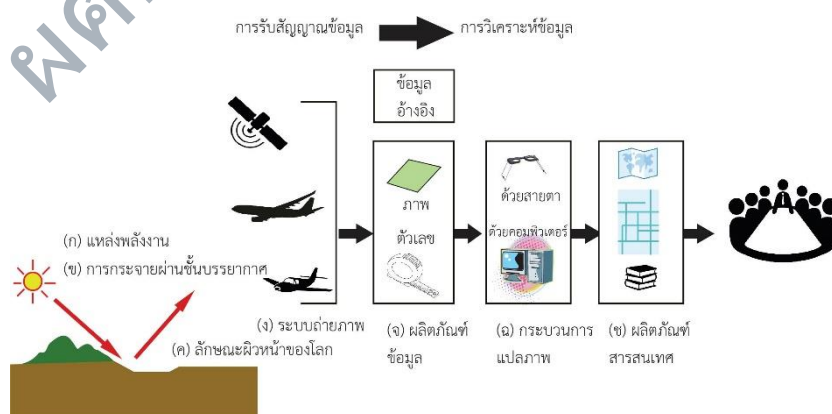 การรับสัญญาณข้อมูล
การวิเคราะห์ข้อมูล
ข้อมูล
อ้างอิง
ภาพ
ตัวเลข
ด้วยสายตา
ด้วยคอมพิวเตอร์
(ก) แหล่งพลังงาน
(ข) การกระจายผ่านชั้นบรรยากาศ
(ค) ลักษณะผิวหน้าของโลก
(ง) ระบบถ่ายภาพ
(จ) ผลิตภัณฑ์
ข้อมูล
(ฉ) กระบวนการ
แปลภาพ
(ช) ผลิตภัณฑ์
สารสนเทศ